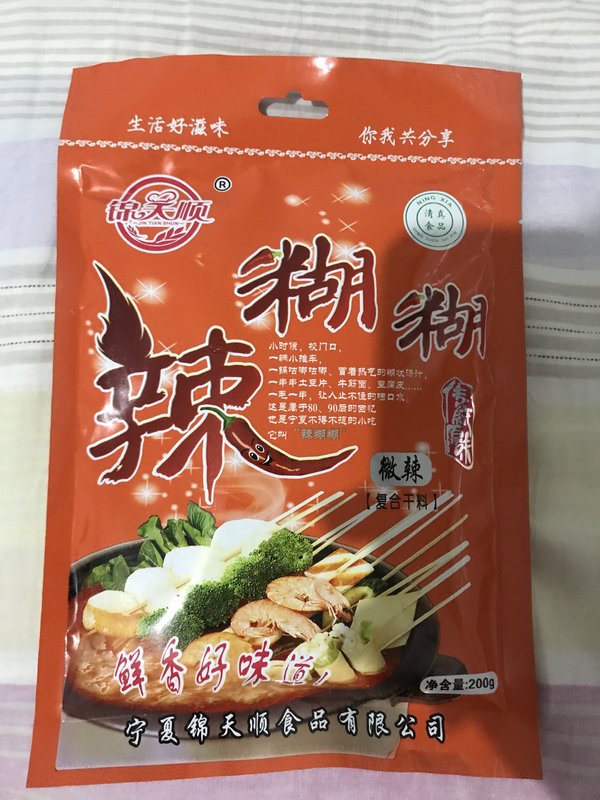 生活好滋味 你我共分享
锦天顺 ®
JIN TIAN SHUN
NING XIA
清真
食品
辣糊糊
小时候，校门口，
一辆小推车，
一锅咕嘟咕嘟、冒着热气的糊状汤汁，
一串串土豆片、牛筋面、豆腐皮……
一毛一串，让人止不住的咽口水，
这是属于80、90后的回忆
也是宁夏不得不提的小吃
它叫“辣糊糊”
微辣
【复合干料】
鲜香好味道，
净含量:200g
宁夏锦天顺食品有限公司